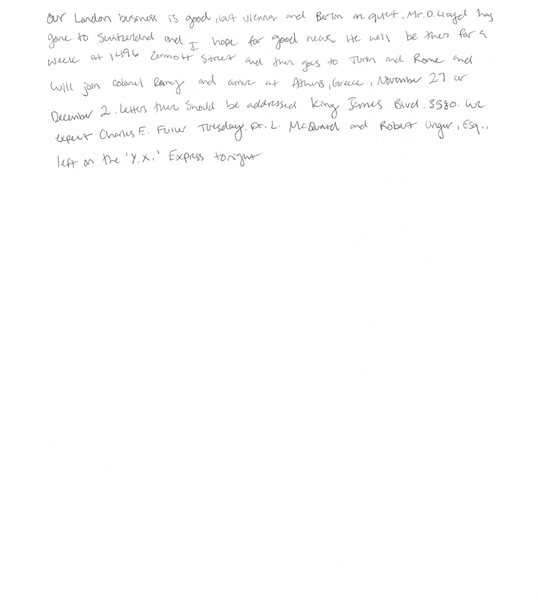 Our London business is good, but Vienna and Berlin are quiet. Mr. D. Lloyd has
gone to Switzerland and I hope for good news. He will be there for a
week at 1496 Zermott Street and then goes to Turin and Rome and
will join Colonel Parry and arrive at Athens, Greece, November 27 or
December 2. Letters there should be addressed King James Blvd. 3580. We
expect Charles E. Fuller Tuesday. Dr. L. McQuaid and Robert Unger, Esq.,
left on the 'Y.X.' Express tonight